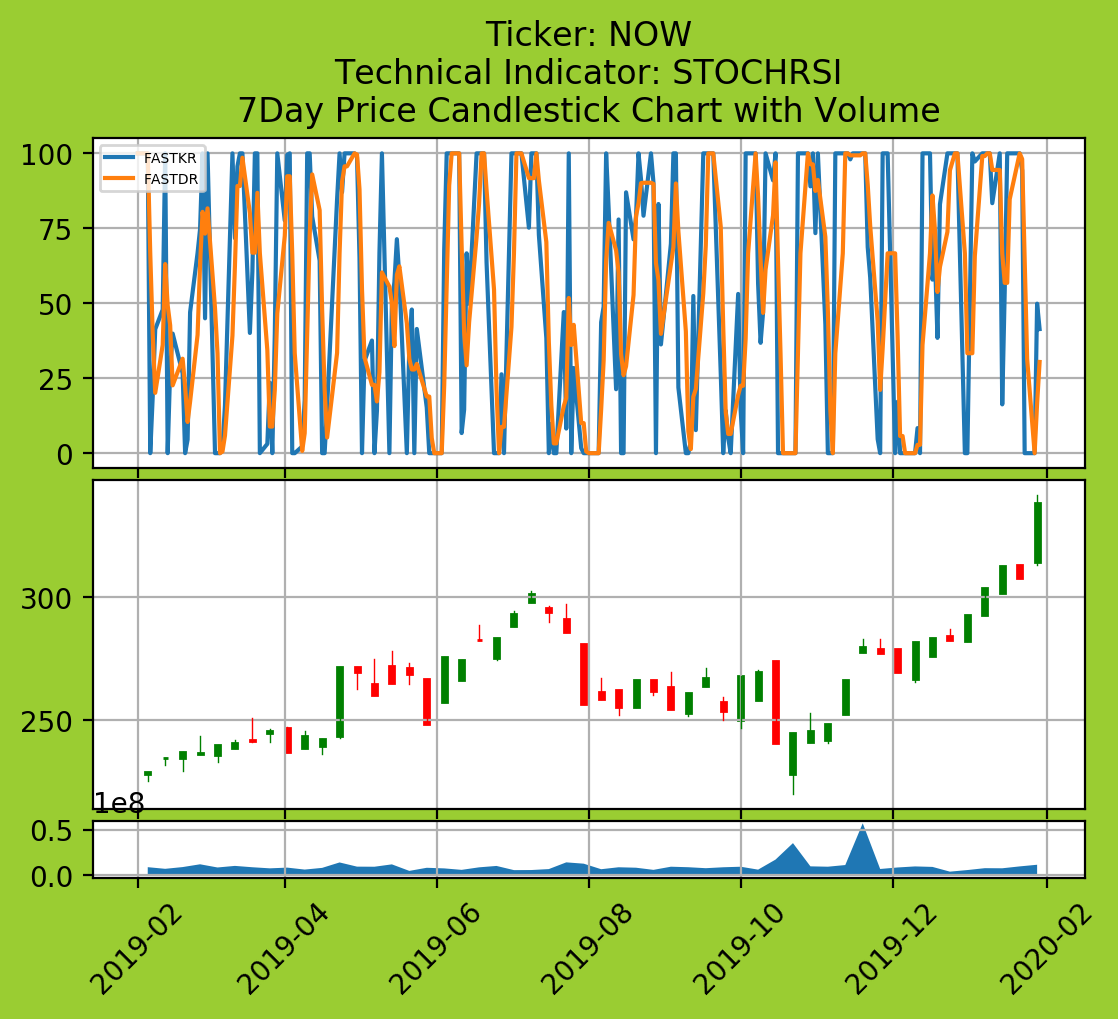 Ticker: NOW
Technical Indicator: STOCHRSI
7Day Price Candlestick Chart with Volume
100
75
50
25
0
FASTKR
FASTDR
300
250
1e8
0.5
0.0
2019-02
2019-04
2019-06
2019-08
2019-10
2019-12
2020-02